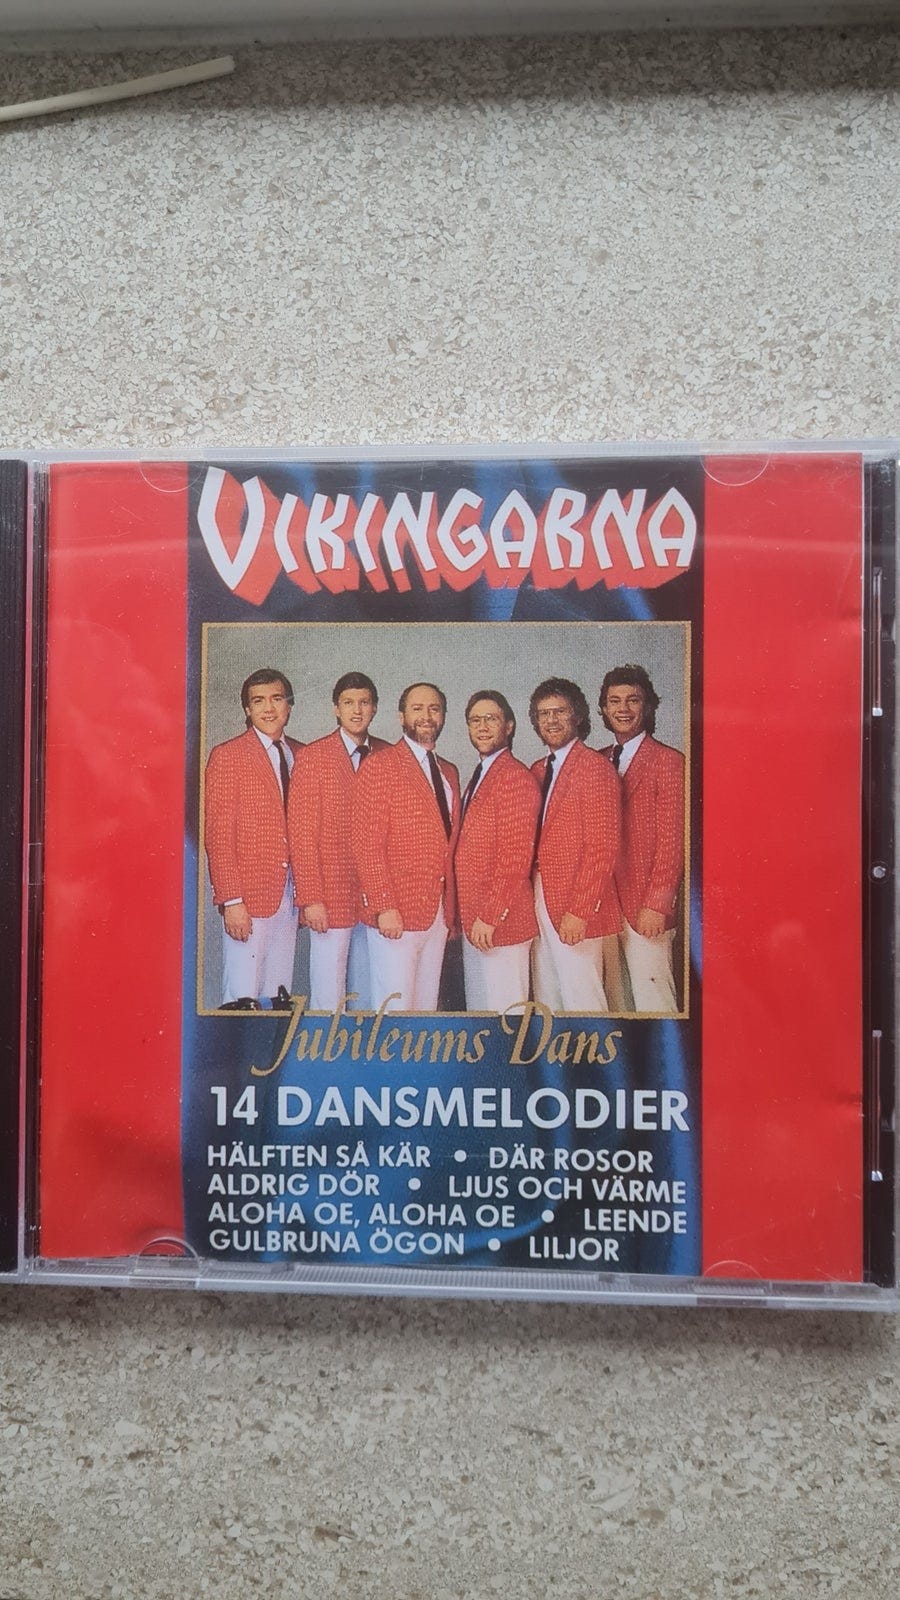 VIKINGARNA
Jubileums Dans
14 DANSMELODIER
HÄLFTEN SÅ KÄR • DÄR ROSOR
ALDRIG DÖR • LJUS OCH VÄRME
ALOHA OE, ALOHA OE • LEENDE
GULBRUNA ÖGON • LILJOR